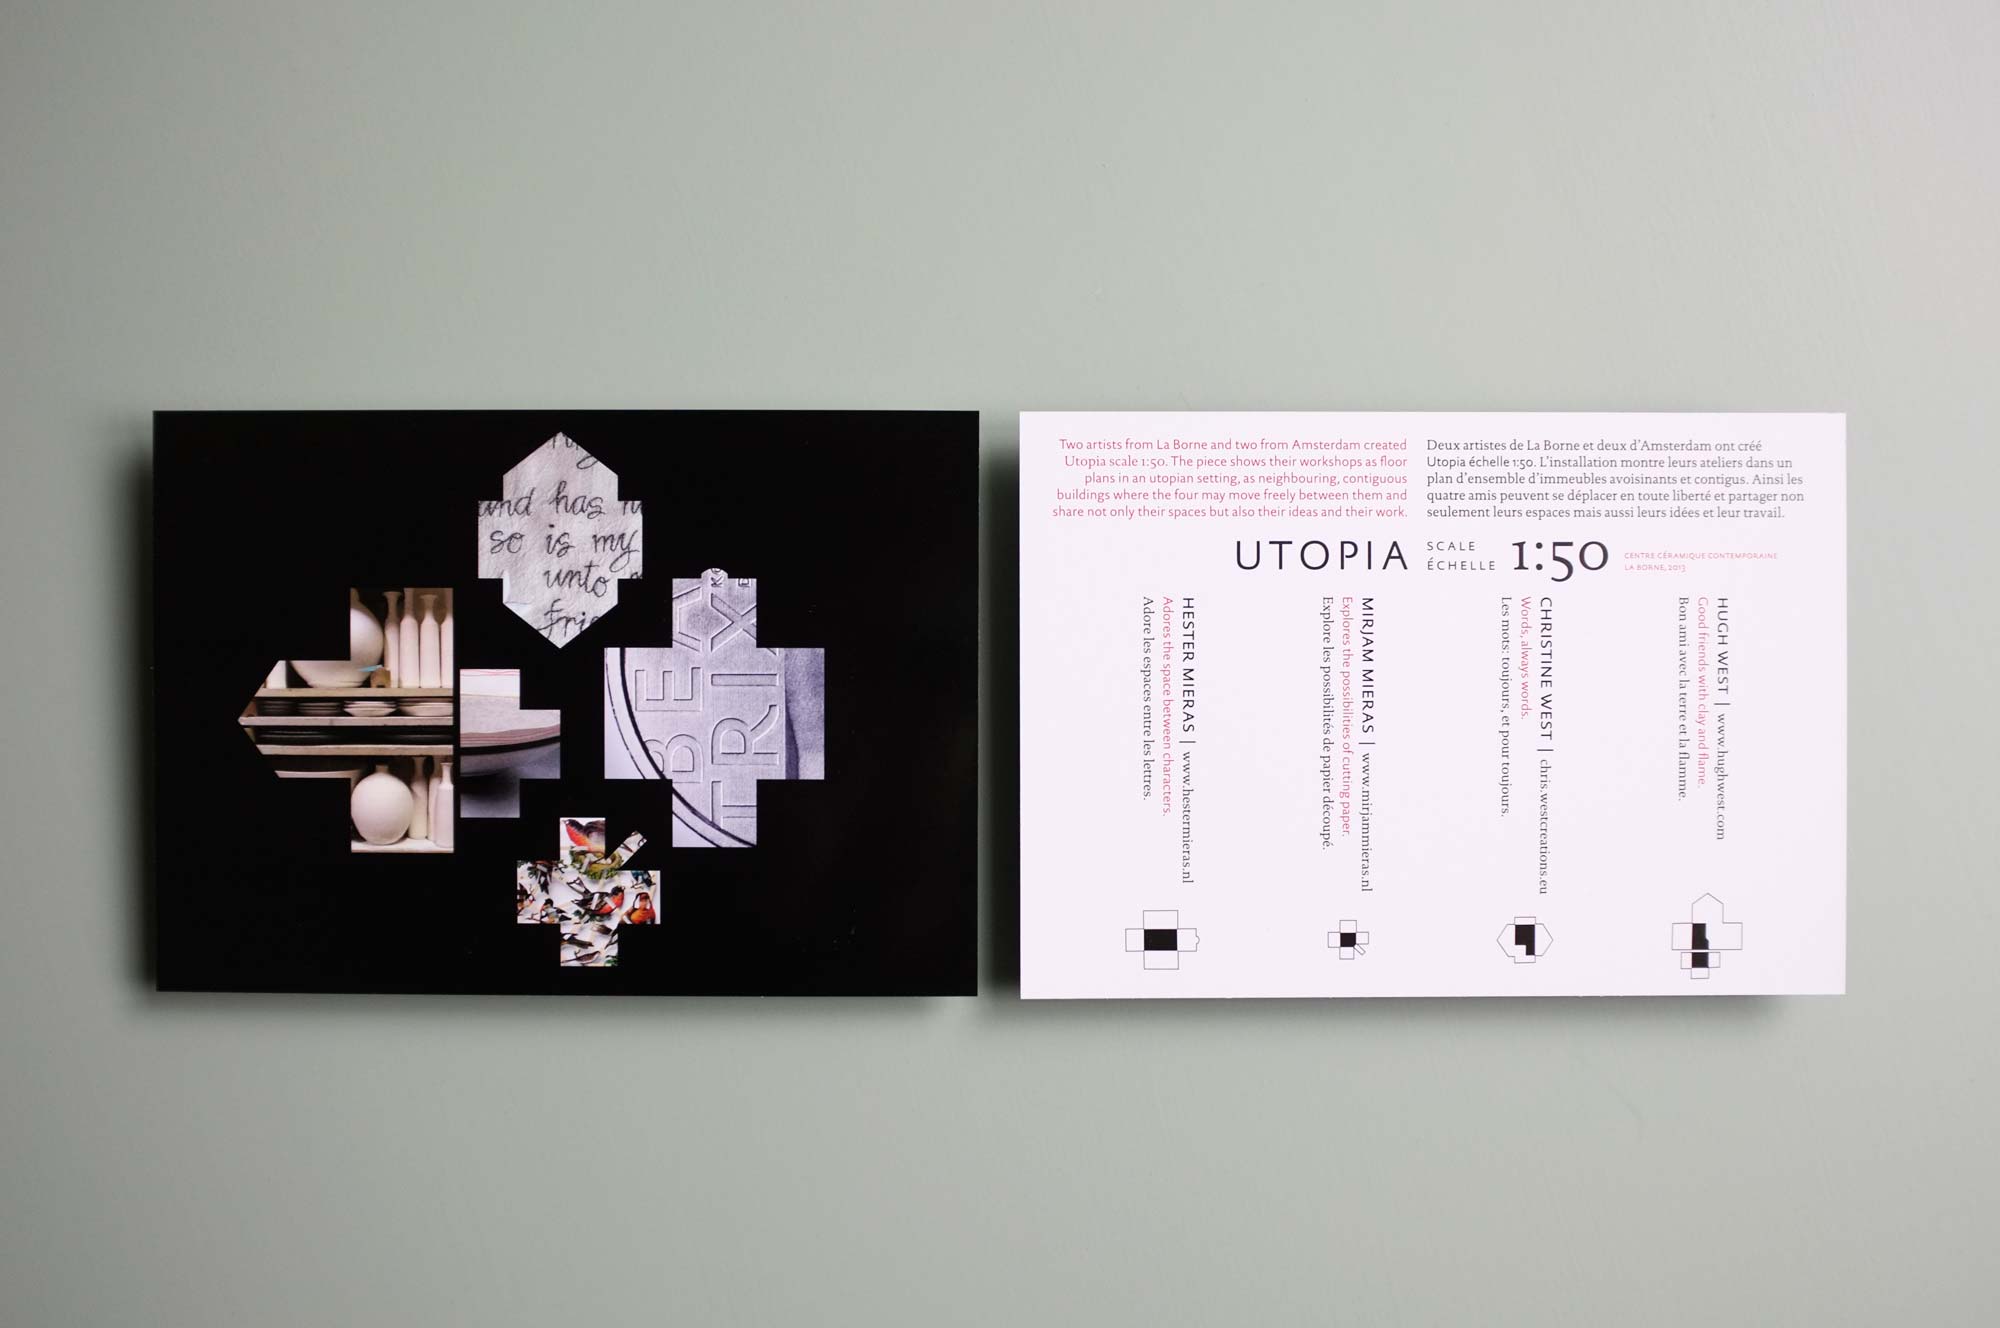 and has
so is my
unto
frie
BEA
TRIX
Two artists from La Borne and two from Amsterdam created
Utopia scale 1:50. The piece shows their workshops as floor
plans in an utopian setting, as neighbouring, contiguous
buildings where the four may move freely between them and
share not only their spaces but also their ideas and their work.
Deux artistes de La Borne et deux d'Amsterdam ont créé
Utopia échelle 1:50. L'installation montre leurs ateliers dans un
plan d'ensemble d'immeubles avoisinants et contigus. Ainsi les
quatre amis peuvent se déplacer en toute liberté et partager non
seulement leurs espaces mais aussi leurs idées et leur travail.
UTOPIA
SCALE
ÉCHELLE
1:50
CENTRE CÉRAMIQUE CONTEMPORAINE
LA BORNE, 2013
HESTER MIERAS | www.hestermieras.nl
Adores the space between characters.
Adore les espaces entre les lettres.
MIRJAM MIERAS | www.mirjammieras.nl
Explores the possibilities of cutting paper.
Explore les possibilités de papier découpé.
CHRISTINE WEST | chris.westcreations.eu
Words, always words.
Les mots: toujours, et pour toujours.
HUGH WEST | www.hughwest.com
Good friends with clay and flame.
Bon ami avec la terre et la flamme.